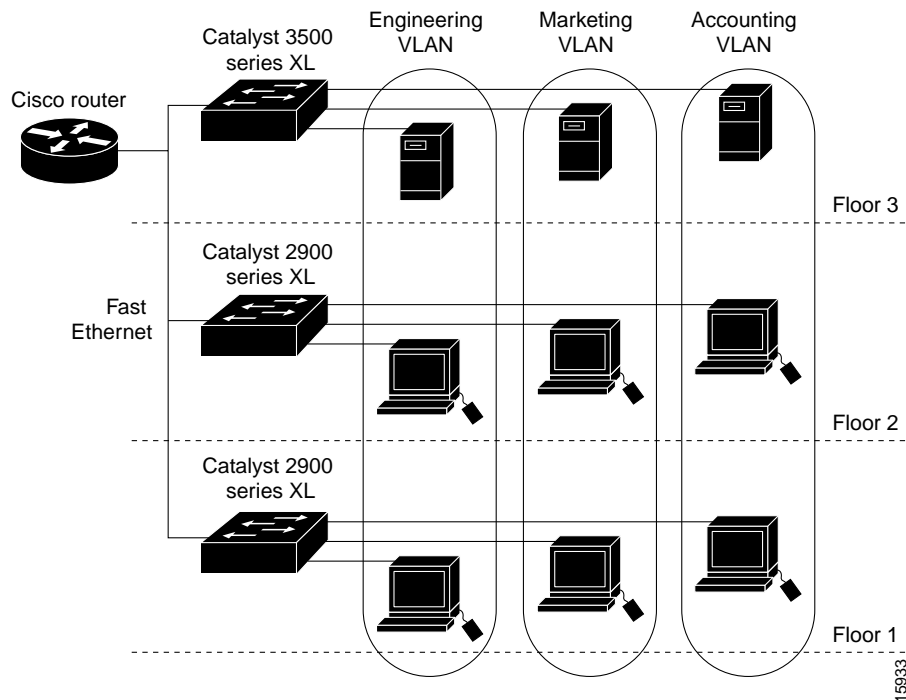 Engineering
VLAN
Marketing
VLAN
Accounting
VLAN
Catalyst 3500
series XL
Cisco router
Floor 3
Catalyst 2900
series XL
Fast
Ethernet
Floor 2
Catalyst 2900
series XL
Floor 1
15933